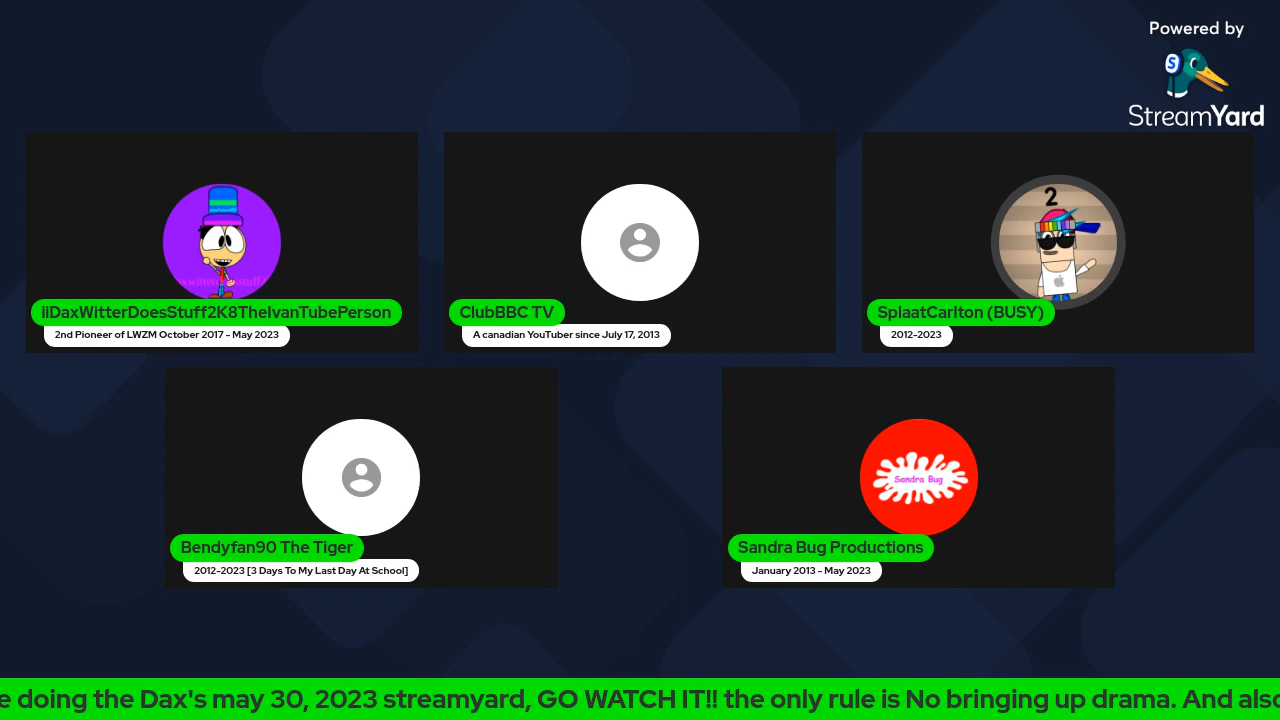 Powered by
StreamYard
2
iiDaxWitterDoesStuff2K8TheIvanTubePerson
2nd Pioneer of LWZM October 2017 - May 2023
ClubBBC TV
A canadian YouTuber since July 17, 2013
SplaatCarlton (BUSY)
2012-2023
Bendyfan90 The Tiger
2012-2023 [3 Days To My Last Day At School]
Sandra Bug
Sandra Bug Productions
January 2013 - May 2023
e doing the Dax's may 30, 2023 streamyard, GO WATCH IT!! the only rule is No bringing up drama. And also